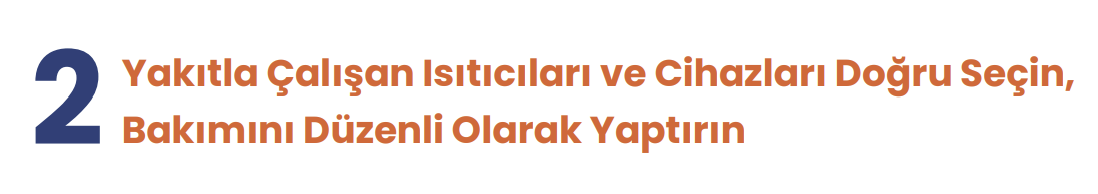 2 Yakıtla Çalışan Isıtıcıları ve Cihazları Doğru Seçin,
Bakımını Düzenli Olarak Yaptırın